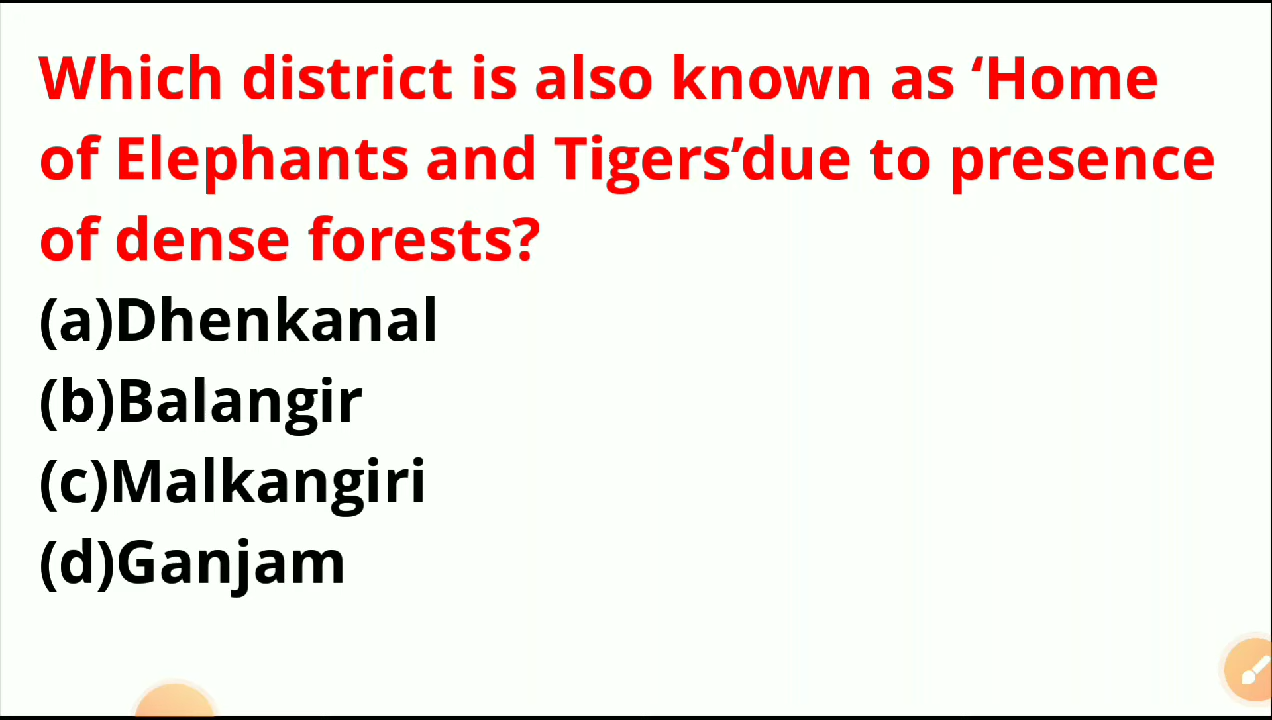 Which district is also known as ‘Home
of Elephants and Tigers’due to presence
of dense forests?
(a)Dhenkanal
(b)Balangir
(c)Malkangiri
(d)Ganjam